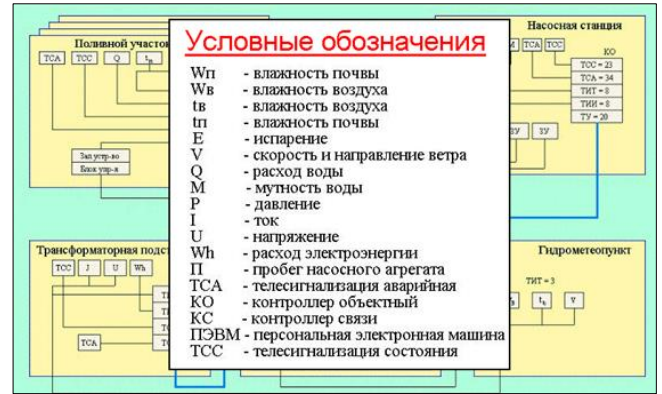 Насосная станция
Поливной участок
ТСА ТСС Q tп
М ТСА ТСС
КО
ТСС = 23
ТСА = 34
ТИТ = 8
ТИИ = 8
ТУ = 20
ЗУ
Зап устр-во
Блок упр-я
Условные обозначения
Wп - влажность почвы
Wв - влажность воздуха
tв - влажность воздуха
tп - влажность почвы
E - испарение
V - скорость и направление ветра
Q - расход воды
M - мутность воды
P - давление
I - ток
U - напряжение
Wh - расход электроэнергии
П - пробег насосного агрегата
ТСА - телесигнализация аварийная
КО - контроллер объектный
КС - контроллер связи
ПЭВМ - персональная электронная машина
ТСС - телесигнализация состояния
Трансформаторная подст
ТСС J U Wh
ТСА
Гидрометеопункт
ТИТ = 3
V